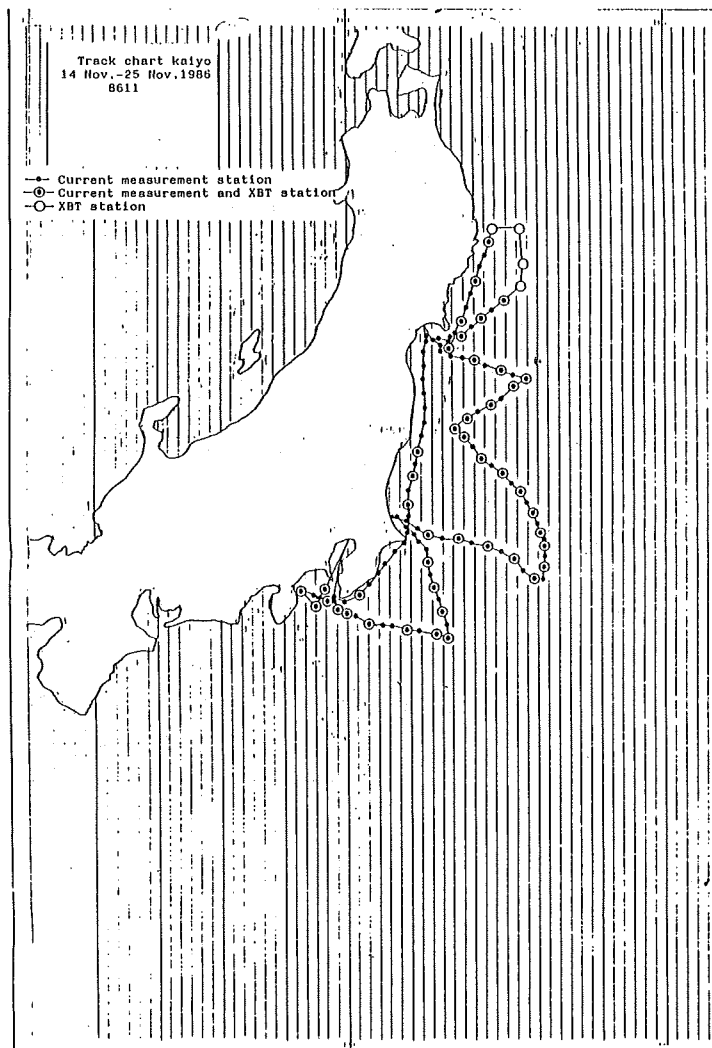 Track chart kaiyo
14 Nov.-25 Nov.1986
8611
Current measurement station
Current measurement and XBT station
XBT station